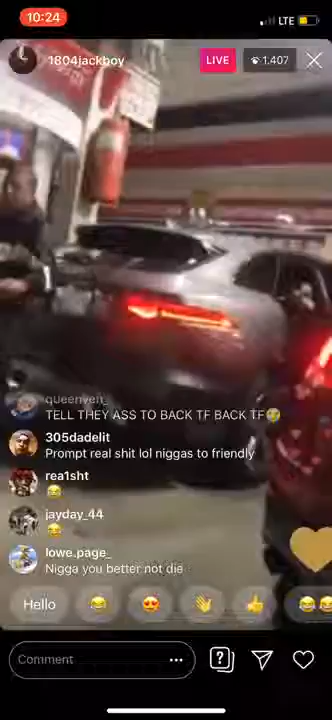 10:24
LTE
1804jackboy
LIVE
1,407
queenyeh_
TELL THEY ASS TO BACK TF BACK TF😭
305dadelit
Prompt real shit lol niggas to friendly
rea1sht
😂
jayday_44
😂
lowe.page_
Nigga you better not die
Hello
Comment